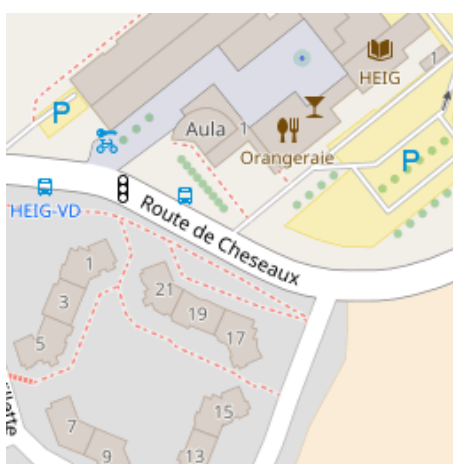 HEIG
1
P
Aula
1
Orangeraie
P
HEIG-VD
Route de Cheseaux
1
21
3
19
17
5
15
7
9
13